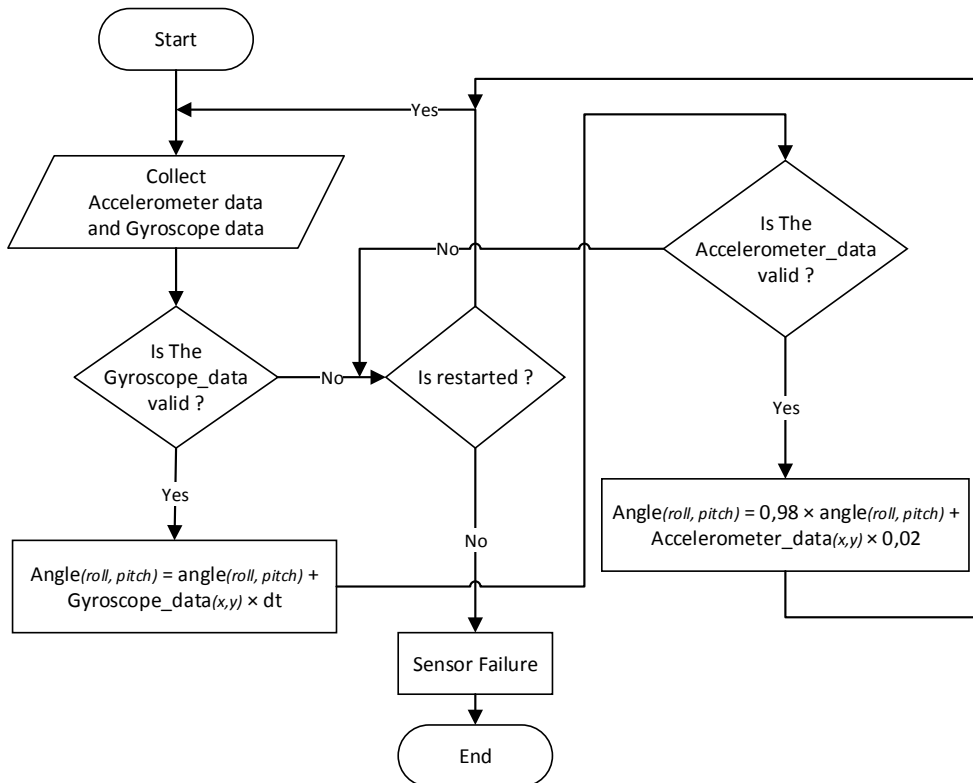 Start
Yes
Collect
Accelerometer data
and Gyroscope data
Is The
Accelerometer_data
valid ?
No
Is The
Gyroscope_data
valid ?
No
Is restarted ?
Yes
Yes
No
Angle(roll, pitch) = angle(roll, pitch) +
Gyroscope_data(x,y) × dt
Angle(roll, pitch) = 0,98 × angle(roll, pitch) +
Accelerometer_data(x,y) × 0,02
Sensor Failure
End